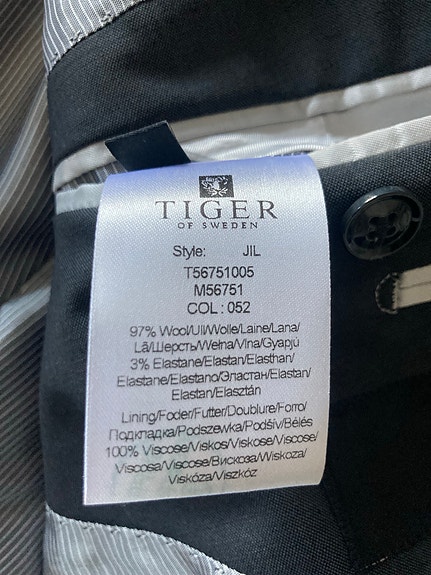 TIGER
OF SWEDEN
Style: JIL
T56751005
M56751
COL : 052
97% Wool/Ull/Wolle/Laine/Lana/
Lã/Шерсть/Wełna/Vlna/Gyapjú
3% Elastane/Elastan/Elasthan/
Elastane/Elastano/Эластан/Elastan/
Elastan/Elasztán
Lining/Foder/Futter/Doublure/Forro/
Подкладка/Podszewka/Podšív/Bélés
100% Viscose/Viskos/Viskose/Viscose/
Viscosa/Viscose/Вискоза/Wiskoza/
Viskóza/Viszkóz